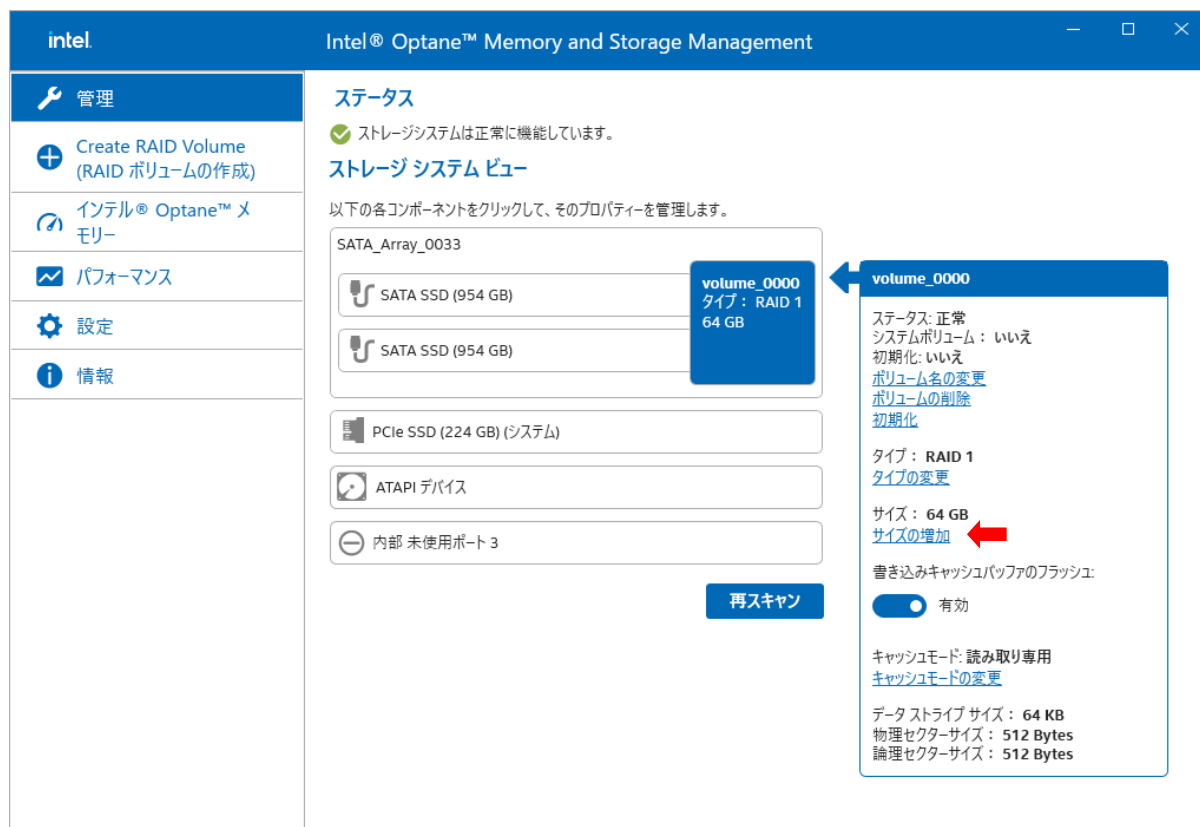 intel.
Intel® Optane™ Memory and Storage Management
管理
Create RAID Volume
(RAID ボリュームの作成)
インテル® Optane™ メ
モリー
パフォーマンス
設定
情報
ステータス
ストレージシステムは正常に機能しています。
ストレージ システム ビュー
以下の各コンポーネントをクリックして、そのプロパティーを管理します。
SATA_Array_0033
SATA SSD (954 GB)
SATA SSD (954 GB)
volume_0000
タイプ： RAID 1
64 GB
PCIe SSD (224 GB) (システム)
ATAPI デバイス
内部 未使用ポート 3
再スキャン
volume_0000
ステータス: 正常
システムボリューム： いいえ
初期化: いいえ
ボリューム名の変更
ボリュームの削除
初期化
タイプ： RAID 1
タイプの変更
サイズ： 64 GB
サイズの増加
書き込みキャッシュバッファのフラッシュ:
有効
キャッシュモード: 読み取り専用
キャッシュモードの変更
データ ストライプ サイズ： 64 KB
物理セクターサイズ： 512 Bytes
論理セクターサイズ： 512 Bytes